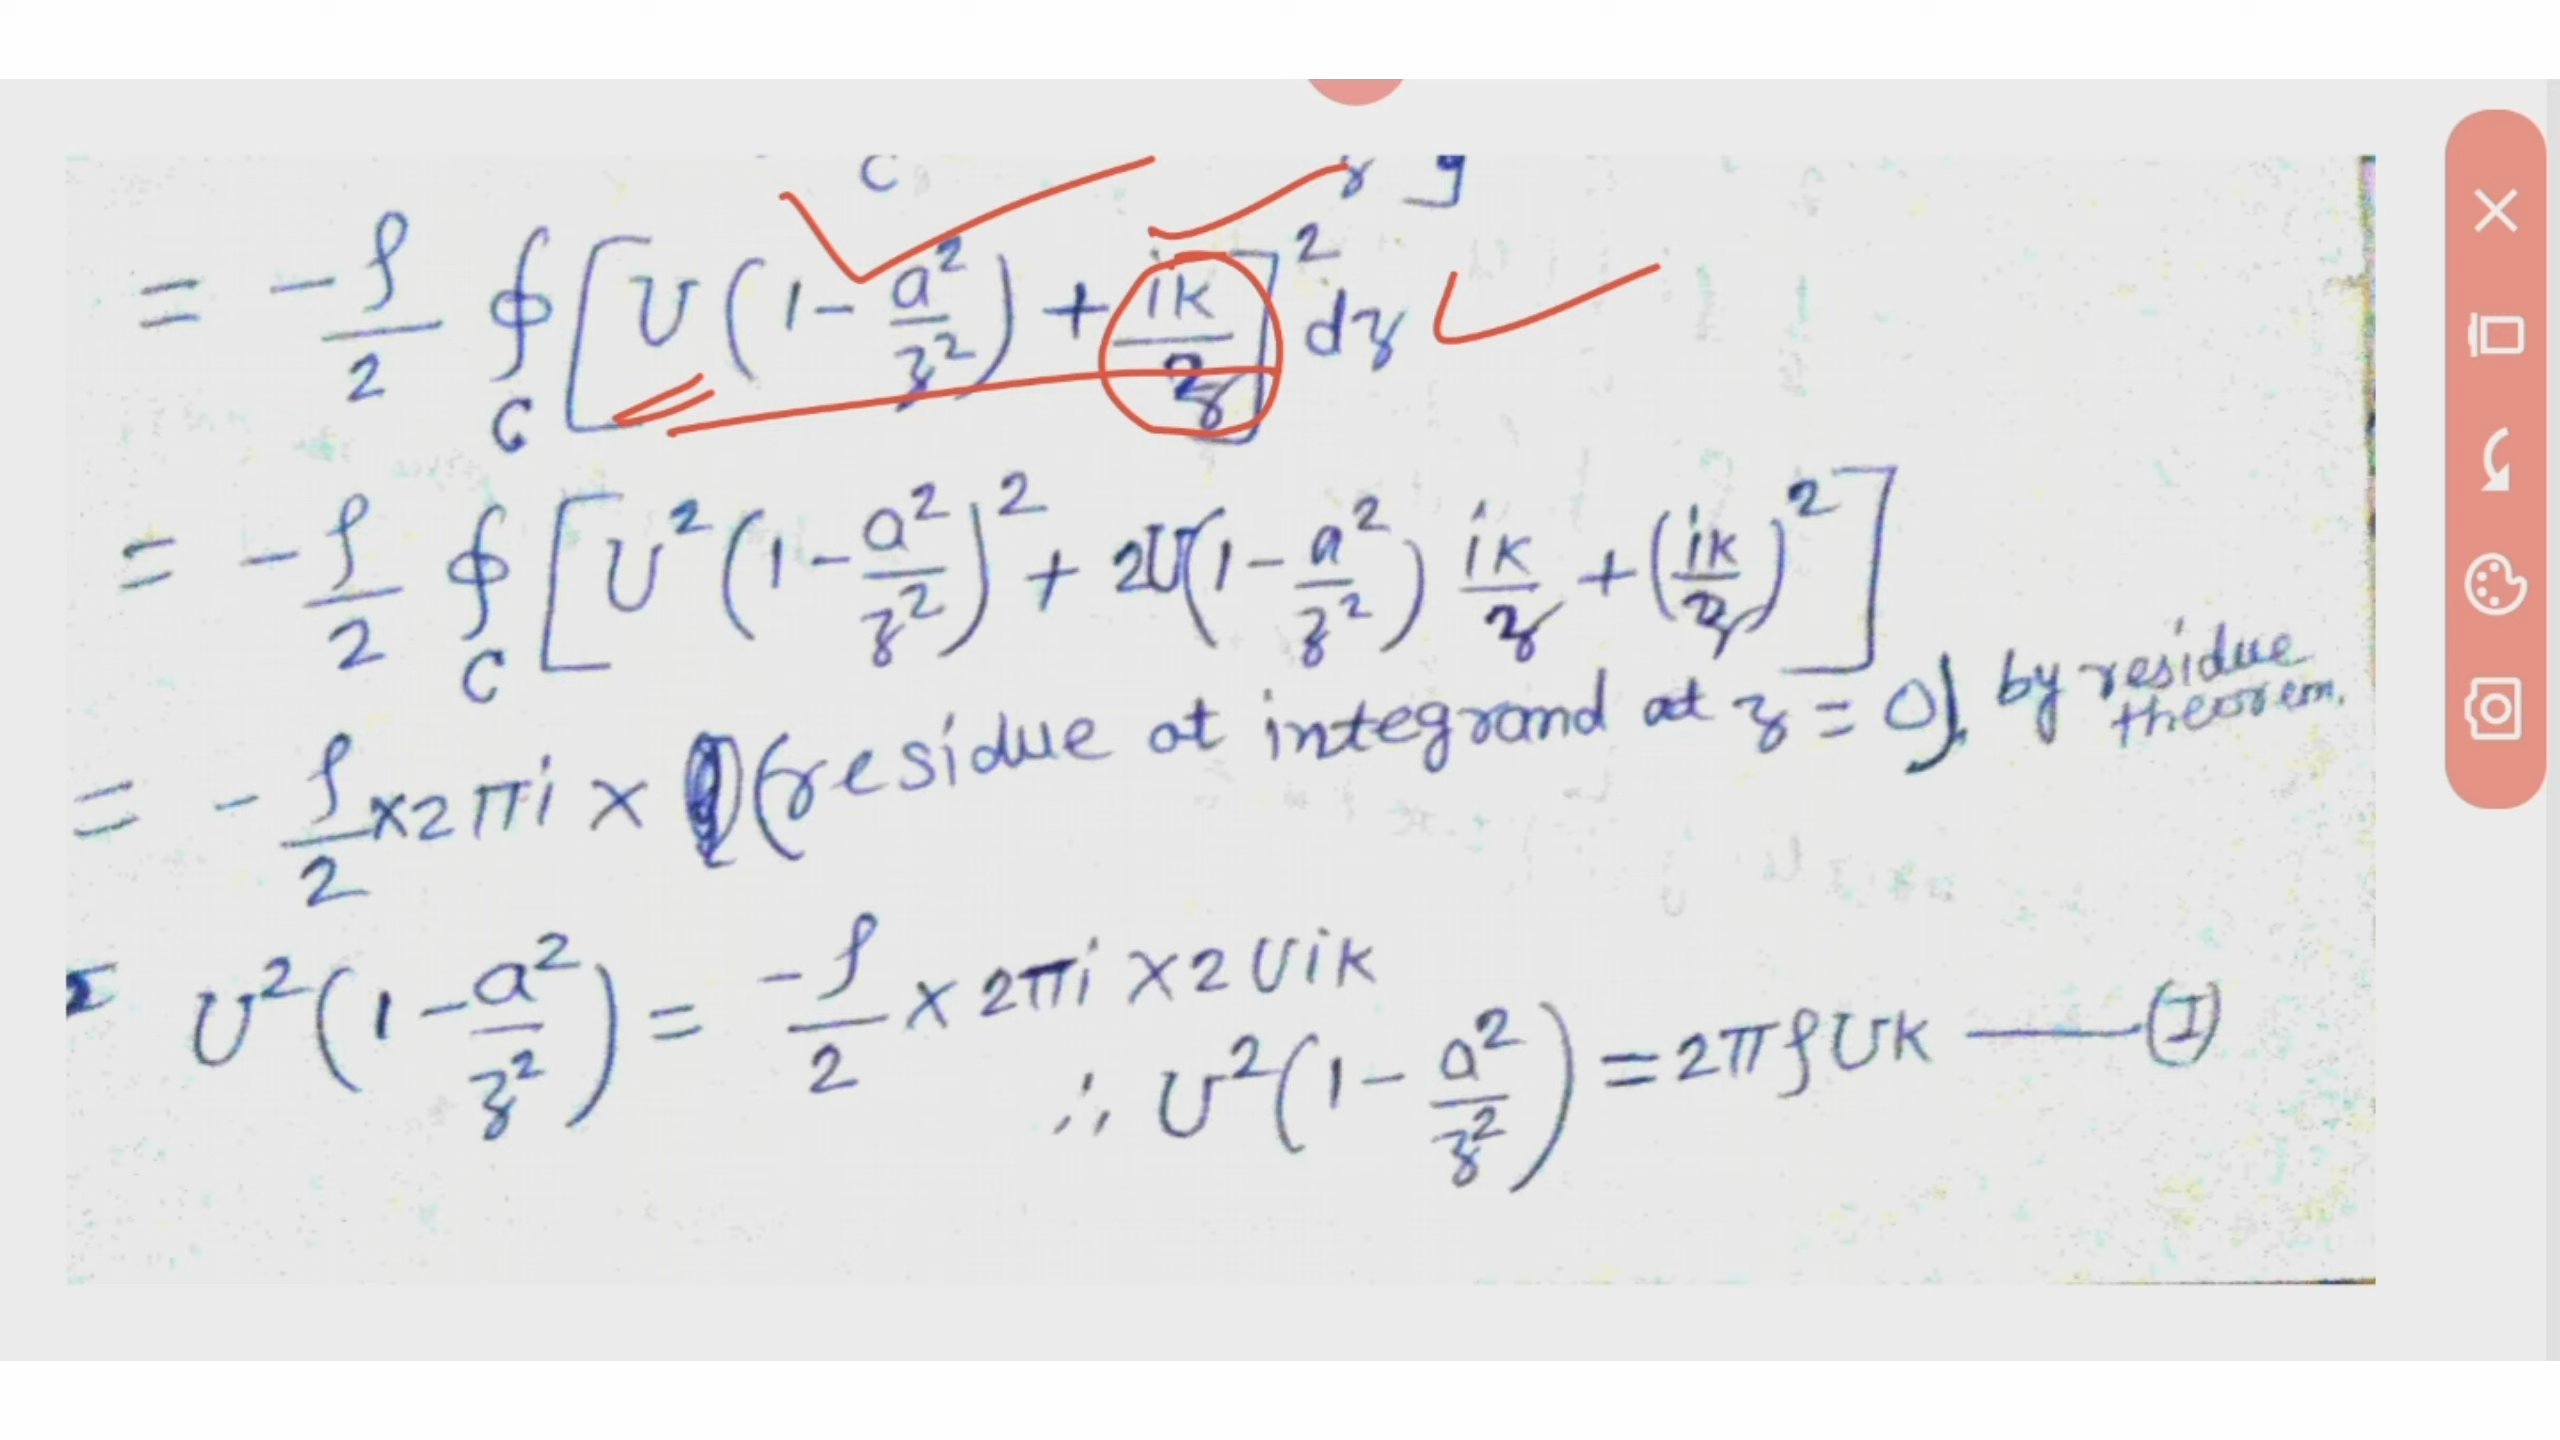 c z ]
= -ρ/2 ∮_C [U(1 - a²/z²) + ik/z]² dz
= -ρ/2 ∮_C [U²(1 - a²/z²)² + 2U(1 - a²/z²) ik/z + (ik/z)²]
= -ρ/2 × 2πi × (residue at integrand at z = 0), by residue theorem.
U²(1 - a²/z²) = -ρ/2 × 2πi × 2Uik
∴ U²(1 - a²/z²) = 2πρUk —— (I)